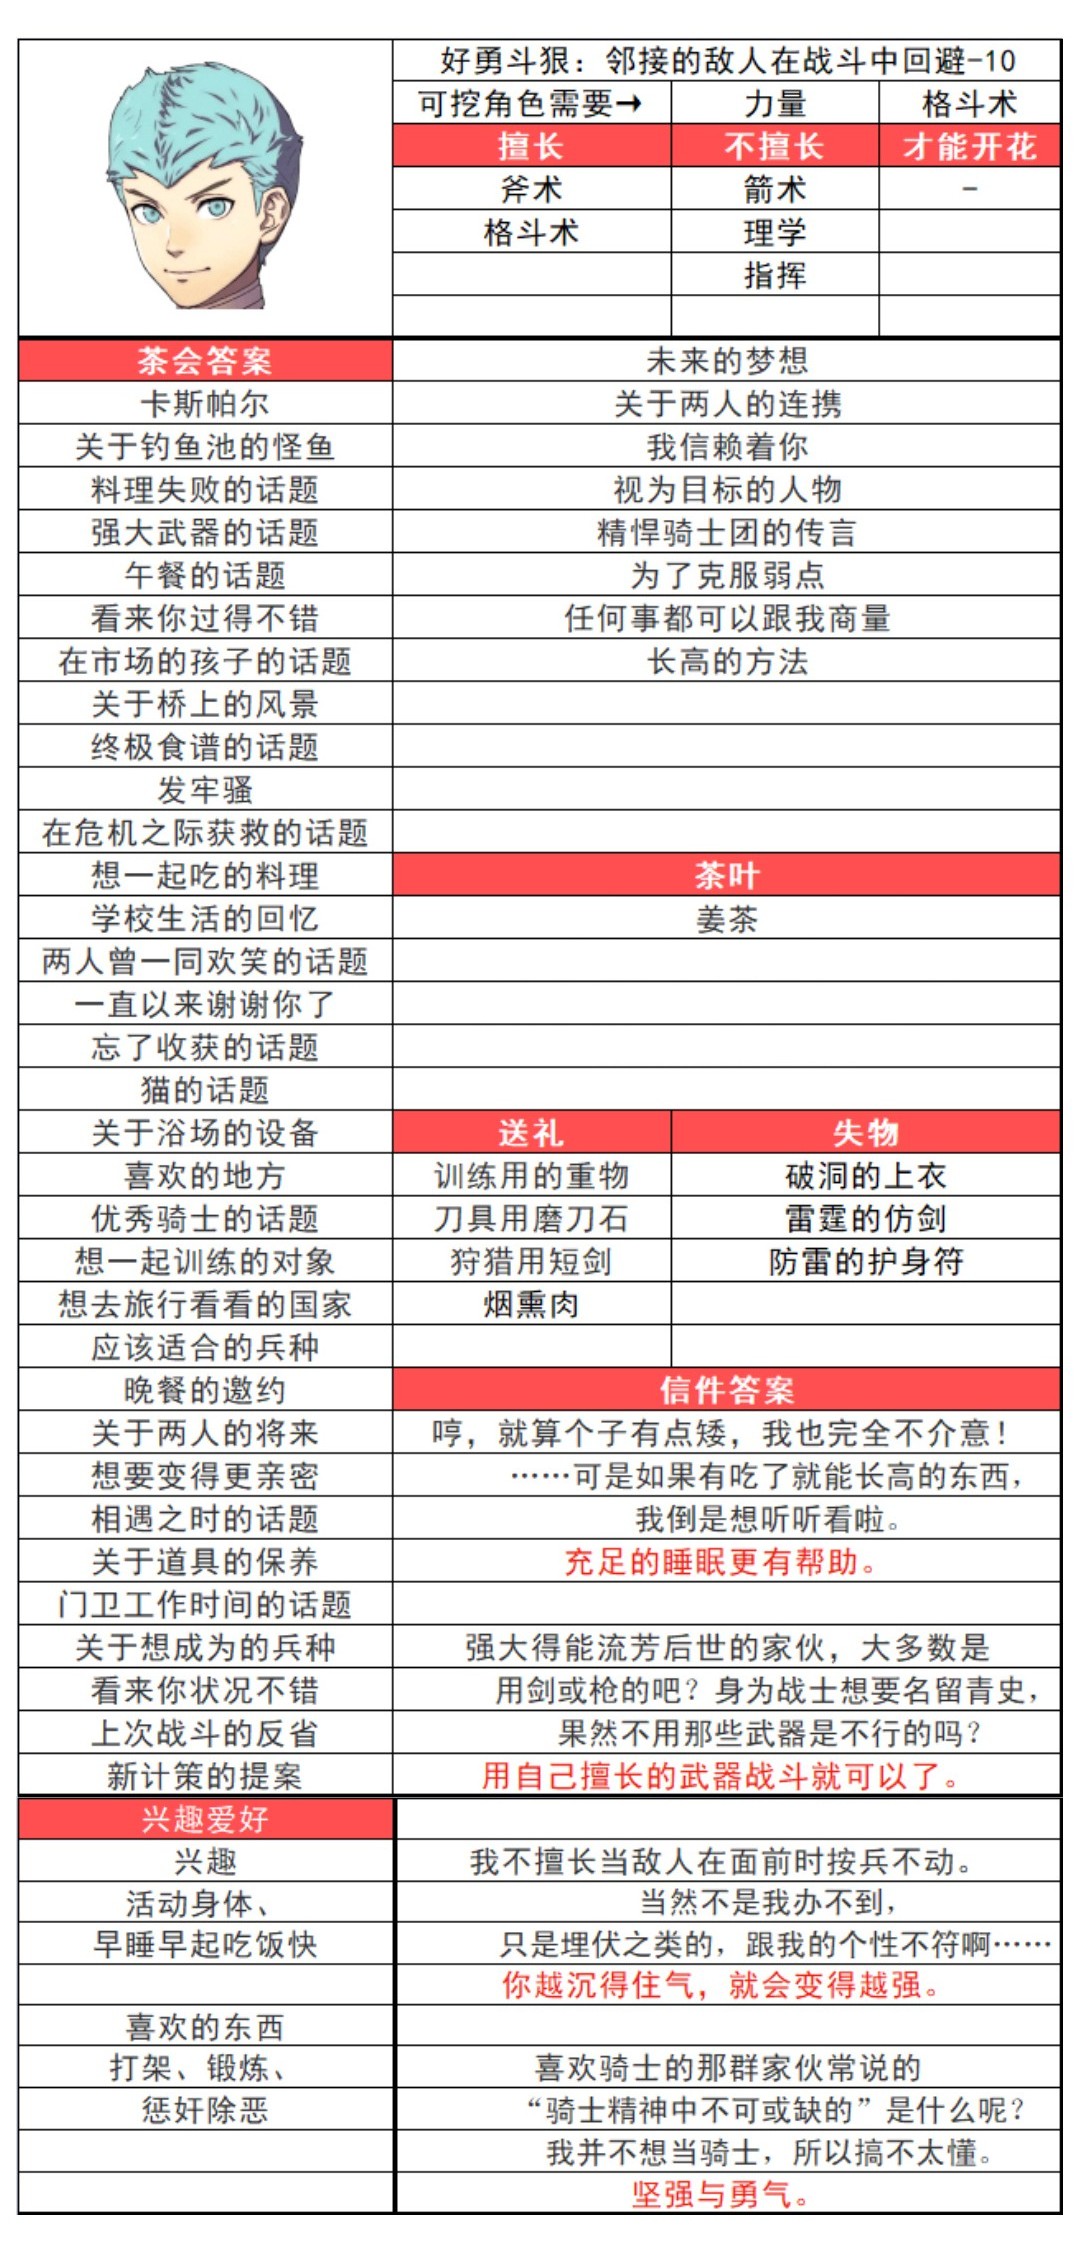 好勇斗狠：邻接的敌人在战斗中回避-10
可挖角色需要→ 力量 格斗术
擅长 不擅长 才能开花
斧术 箭术 -
格斗术 理学
指挥
茶会答案 未来的梦想
卡斯帕尔 关于两人的连携
关于钓鱼池的怪鱼 我信赖着你
料理失败的话题 视为目标的人物
强大武器的话题 精悍骑士团的传言
午餐的话题 为了克服弱点
看来你过得不错 任何事都可以跟我商量
在市场的孩子的话题 长高的方法
关于桥上的风景
终极食谱的话题
发牢骚
在危机之际获救的话题
想一起吃的料理 茶叶
学校生活的回忆 姜茶
两人曾一同欢笑的话题
一直以来谢谢你了
忘了收获的话题
猫的话题
关于浴场的设备 送礼 失物
喜欢的地方 训练用的重物 破洞的上衣
优秀骑士的话题 刀具用磨刀石 雷霆的仿剑
想一起训练的对象 狩猎用短剑 防雷的护身符
想去旅行看看的国家 烟熏肉
应该适合的兵种
晚餐的邀约 信件答案
关于两人的将来 哼，就算个子有点矮，我也完全不介意！
想要变得更亲密 ……可是如果有吃了就能长高的东西，
相遇之时的话题 我倒是想听听看啦。
关于道具的保养 充足的睡眠更有帮助。
门卫工作时间的话题
关于想成为的兵种 强大得能流芳后世的家伙，大多数是
看来你状况不错 用剑或枪的吧？身为战士想要名留青史，
上次战斗的反省 果然不用那些武器是不行的吗？
新计策的提案 用自己擅长的武器战斗就可以了。
兴趣爱好
兴趣 我不擅长当敌人在面前时按兵不动。
活动身体、 当然不是我办不到，
早睡早起吃饭快 只是埋伏之类的，跟我的个性不符啊……
你越沉得住气，就会变得越强。
喜欢的东西
打架、锻炼、 喜欢骑士的那群家伙常说的
惩奸除恶 “骑士精神中不可或缺的”是什么呢？
我并不想当骑士，所以搞不太懂。
坚强与勇气。